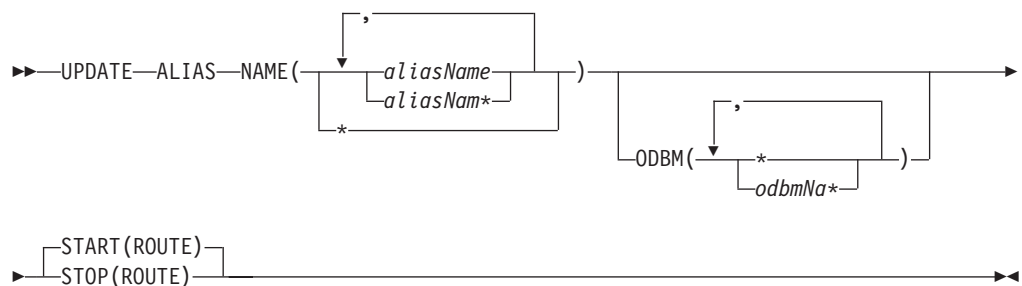 ,
UPDATE ALIAS NAME( aliasName )
aliasNam*
*
,
ODBM( * )
odbmNa*
START(ROUTE)
STOP(ROUTE)